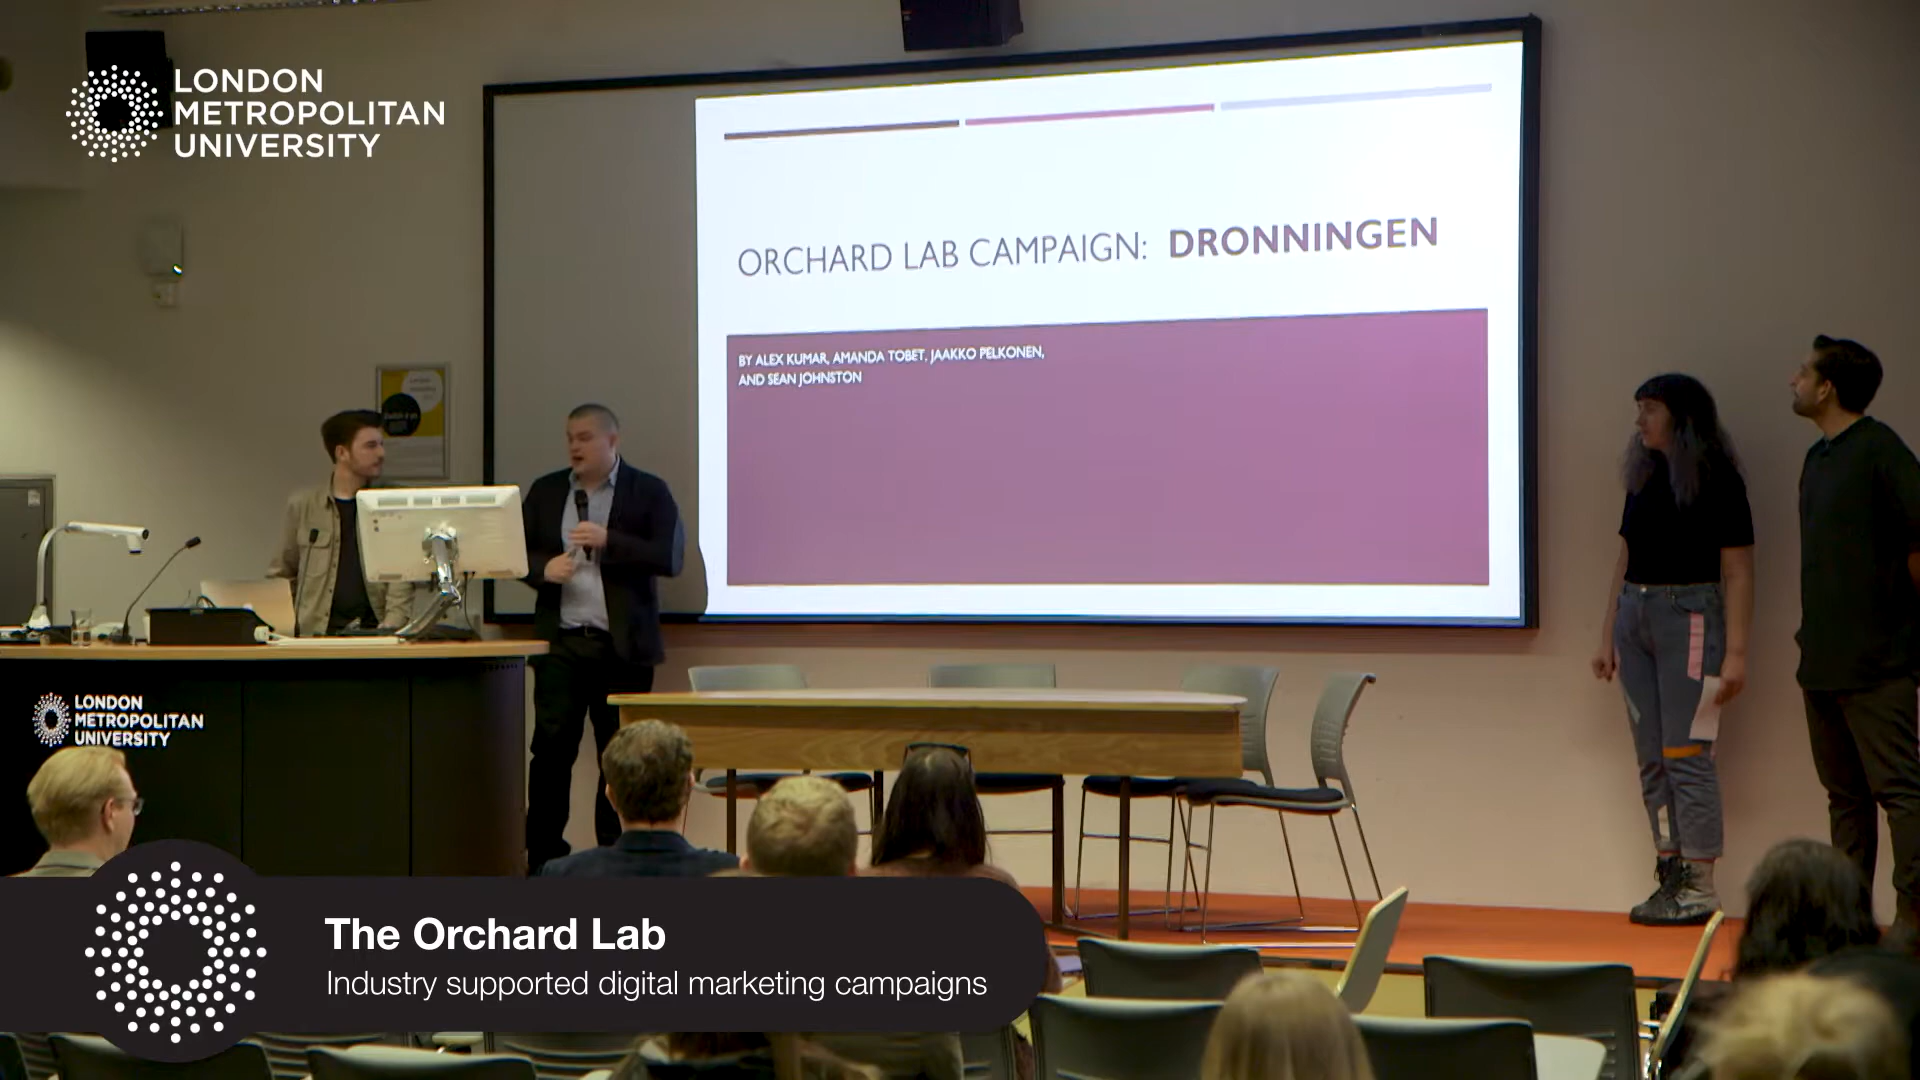 LONDON
METROPOLITAN
UNIVERSITY
ORCHARD LAB CAMPAIGN: DRONNINGEN
BY ALEX KUMAR, AMANDA TOBET, JAAKKO PELKONEN,
AND SEAN JOHNSTON
LONDON
METROPOLITAN
UNIVERSITY
The Orchard Lab
Industry supported digital marketing campaigns